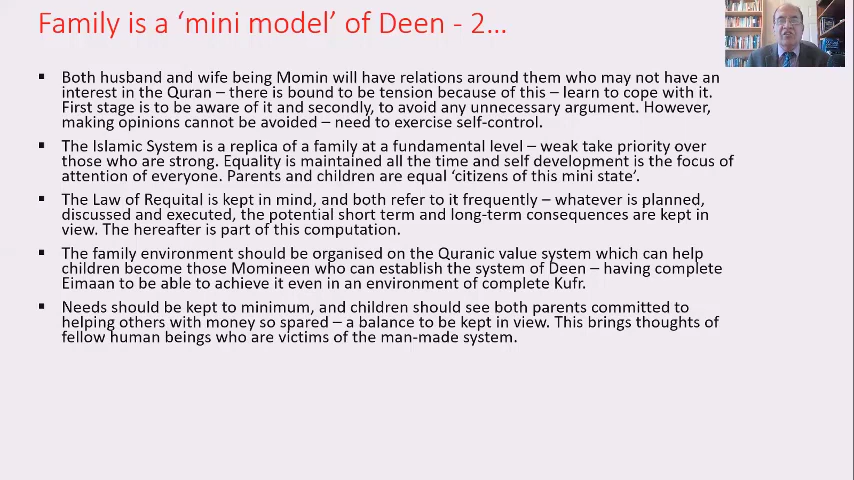 Family is a ‘mini model’ of Deen - 2…
▪ Both husband and wife being Momin will have relations around them who may not have an
interest in the Quran – there is bound to be tension because of this – learn to cope with it.
First stage is to be aware of it and secondly, to avoid any unnecessary argument. However,
making opinions cannot be avoided – need to exercise self-control.
▪ The Islamic System is a replica of a family at a fundamental level – weak take priority over
those who are strong. Equality is maintained all the time and self development is the focus of
attention of everyone. Parents and children are equal ‘citizens of this mini state’.
▪ The Law of Requital is kept in mind, and both refer to it frequently – whatever is planned,
discussed and executed, the potential short term and long-term consequences are kept in
view. The hereafter is part of this computation.
▪ The family environment should be organised on the Quranic value system which can help
children become those Momineen who can establish the system of Deen – having complete
Eimaan to be able to achieve it even in an environment of complete Kufr.
▪ Needs should be kept to minimum, and children should see both parents committed to
helping others with money so spared – a balance to be kept in view. This brings thoughts of
fellow human beings who are victims of the man-made system.